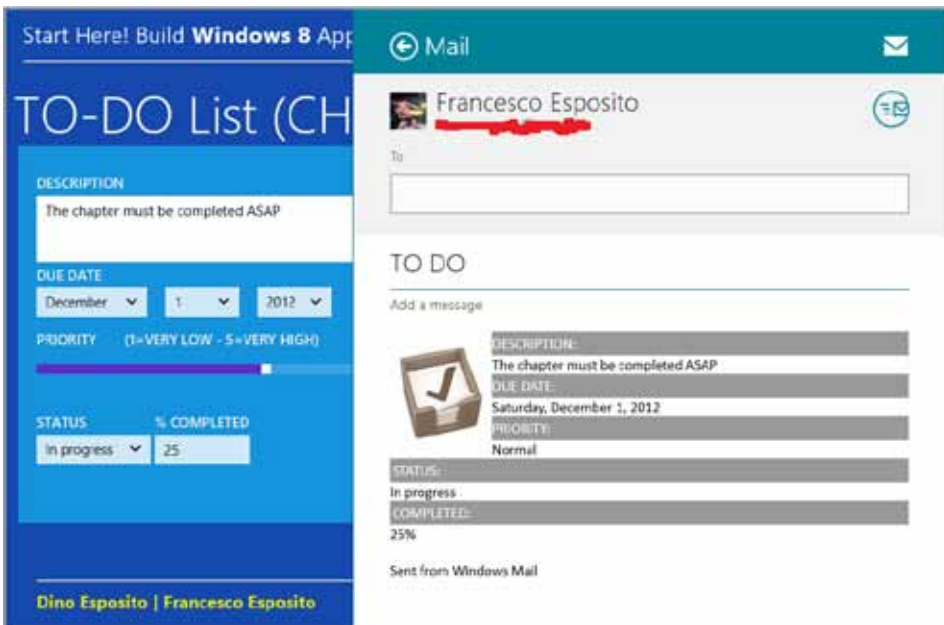 Start Here! Build Windows 8 App
TO-DO List (CH
DESCRIPTION
The chapter must be completed ASAP
DUE DATE
December 1 2012
PRIORITY (1=VERY LOW - 5=VERY HIGH)
STATUS % COMPLETED
In progress 25
Dino Esposito | Francesco Esposito
Mail
Francesco Esposito
To
TO DO
Add a message
DESCRIPTION:
The chapter must be completed ASAP
DUE DATE:
Saturday, December 1, 2012
PRIORITY:
Normal
STATUS:
In progress
COMPLETED:
25%
Sent from Windows Mail